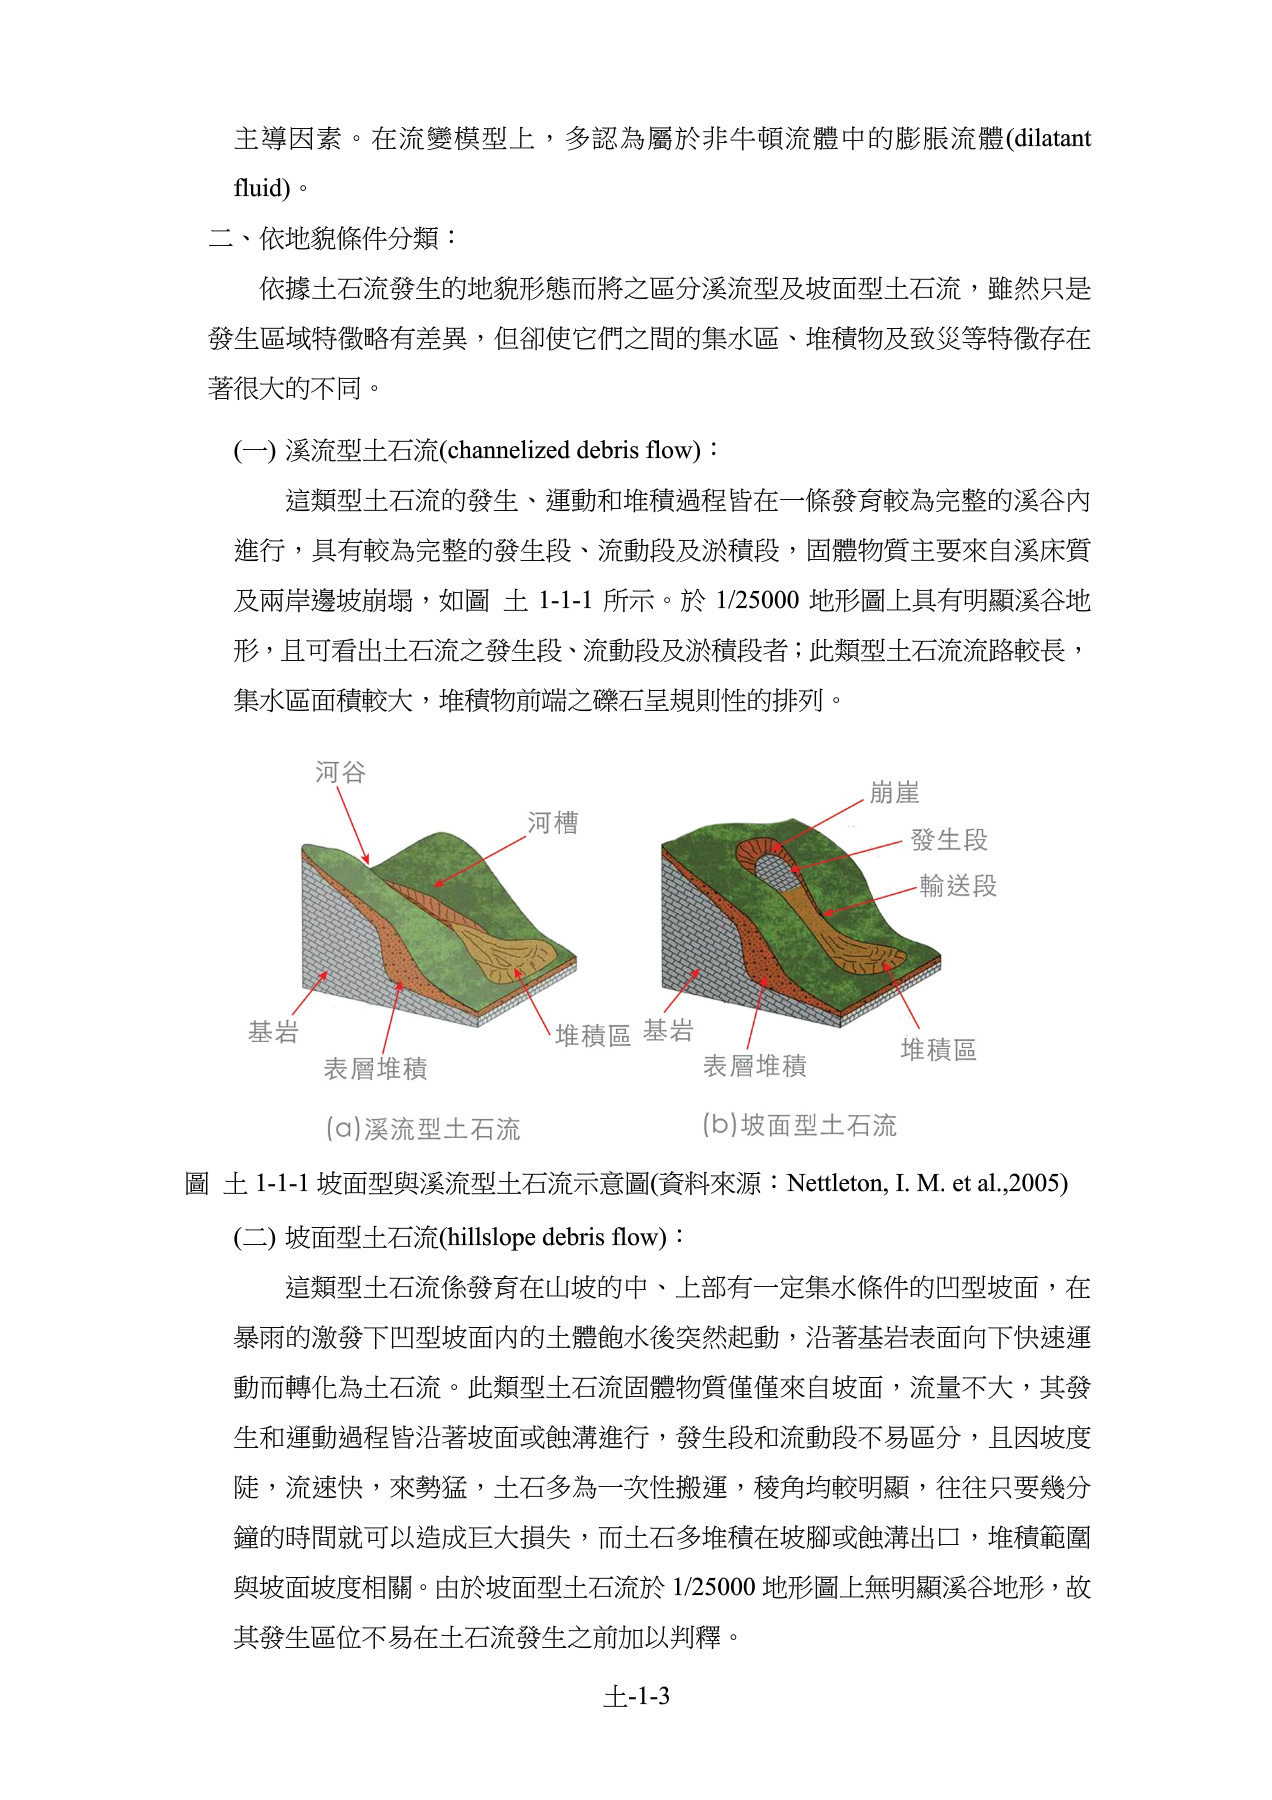 主導因素。在流變模型上，多認為屬於非牛頓流體中的膨脹流體(dilatant
fluid)。
二、依地貌條件分類：
依據土石流發生的地貌形態而將之區分溪流型及坡面型土石流，雖然只是
發生區域特徵略有差異，但卻使它們之間的集水區、堆積物及致災等特徵存在
著很大的不同。
(一) 溪流型土石流(channelized debris flow)：
這類型土石流的發生、運動和堆積過程皆在一條發育較為完整的溪谷內
進行，具有較為完整的發生段、流動段及淤積段，固體物質主要來自溪床質
及兩岸邊坡崩塌，如圖 土 1-1-1 所示。於 1/25000 地形圖上具有明顯溪谷地
形，且可看出土石流之發生段、流動段及淤積段者；此類型土石流流路較長，
集水區面積較大，堆積物前端之礫石呈規則性的排列。
河谷
河槽
基岩
表層堆積
堆積區
(a)溪流型土石流
崩崖
發生段
輸送段
基岩
表層堆積
堆積區
(b)坡面型土石流
圖 土 1-1-1 坡面型與溪流型土石流示意圖(資料來源：Nettleton, I. M. et al.,2005)
(二) 坡面型土石流(hillslope debris flow)：
這類型土石流係發育在山坡的中、上部有一定集水條件的凹型坡面，在
暴雨的激發下凹型坡面内的土體飽水後突然起動，沿著基岩表面向下快速運
動而轉化為土石流。此類型土石流固體物質僅僅來自坡面，流量不大，其發
生和運動過程皆沿著坡面或蝕溝進行，發生段和流動段不易區分，且因坡度
陡，流速快，來勢猛，土石多為一次性搬運，稜角均較明顯，往往只要幾分
鐘的時間就可以造成巨大損失，而土石多堆積在坡腳或蝕溝出口，堆積範圍
與坡面坡度相關。由於坡面型土石流於 1/25000 地形圖上無明顯溪谷地形，故
其發生區位不易在土石流發生之前加以判釋。
土-1-3